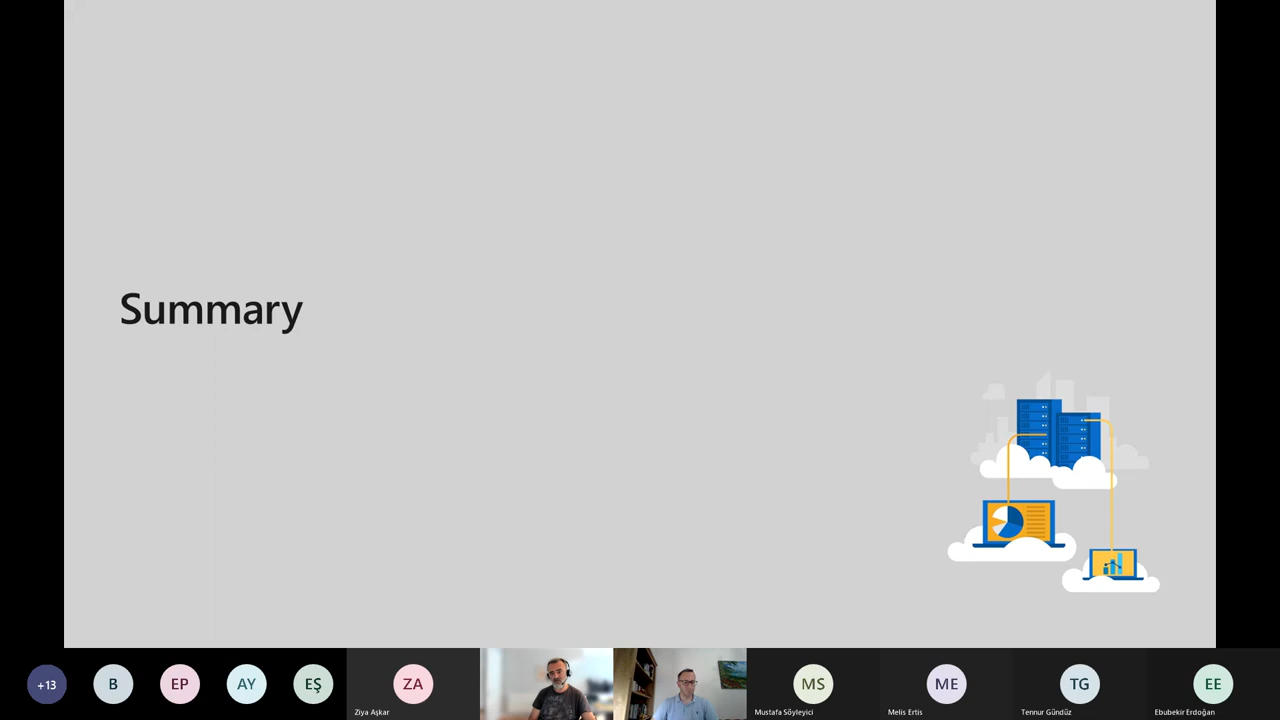 Summary
+13
B
EP
AY
EŞ
ZA
MS
ME
TG
EE
Ziya Aşkar
Mustafa Söyleyici
Melis Ertis
Tennur Gündüz
Ebubekir Erdoğan